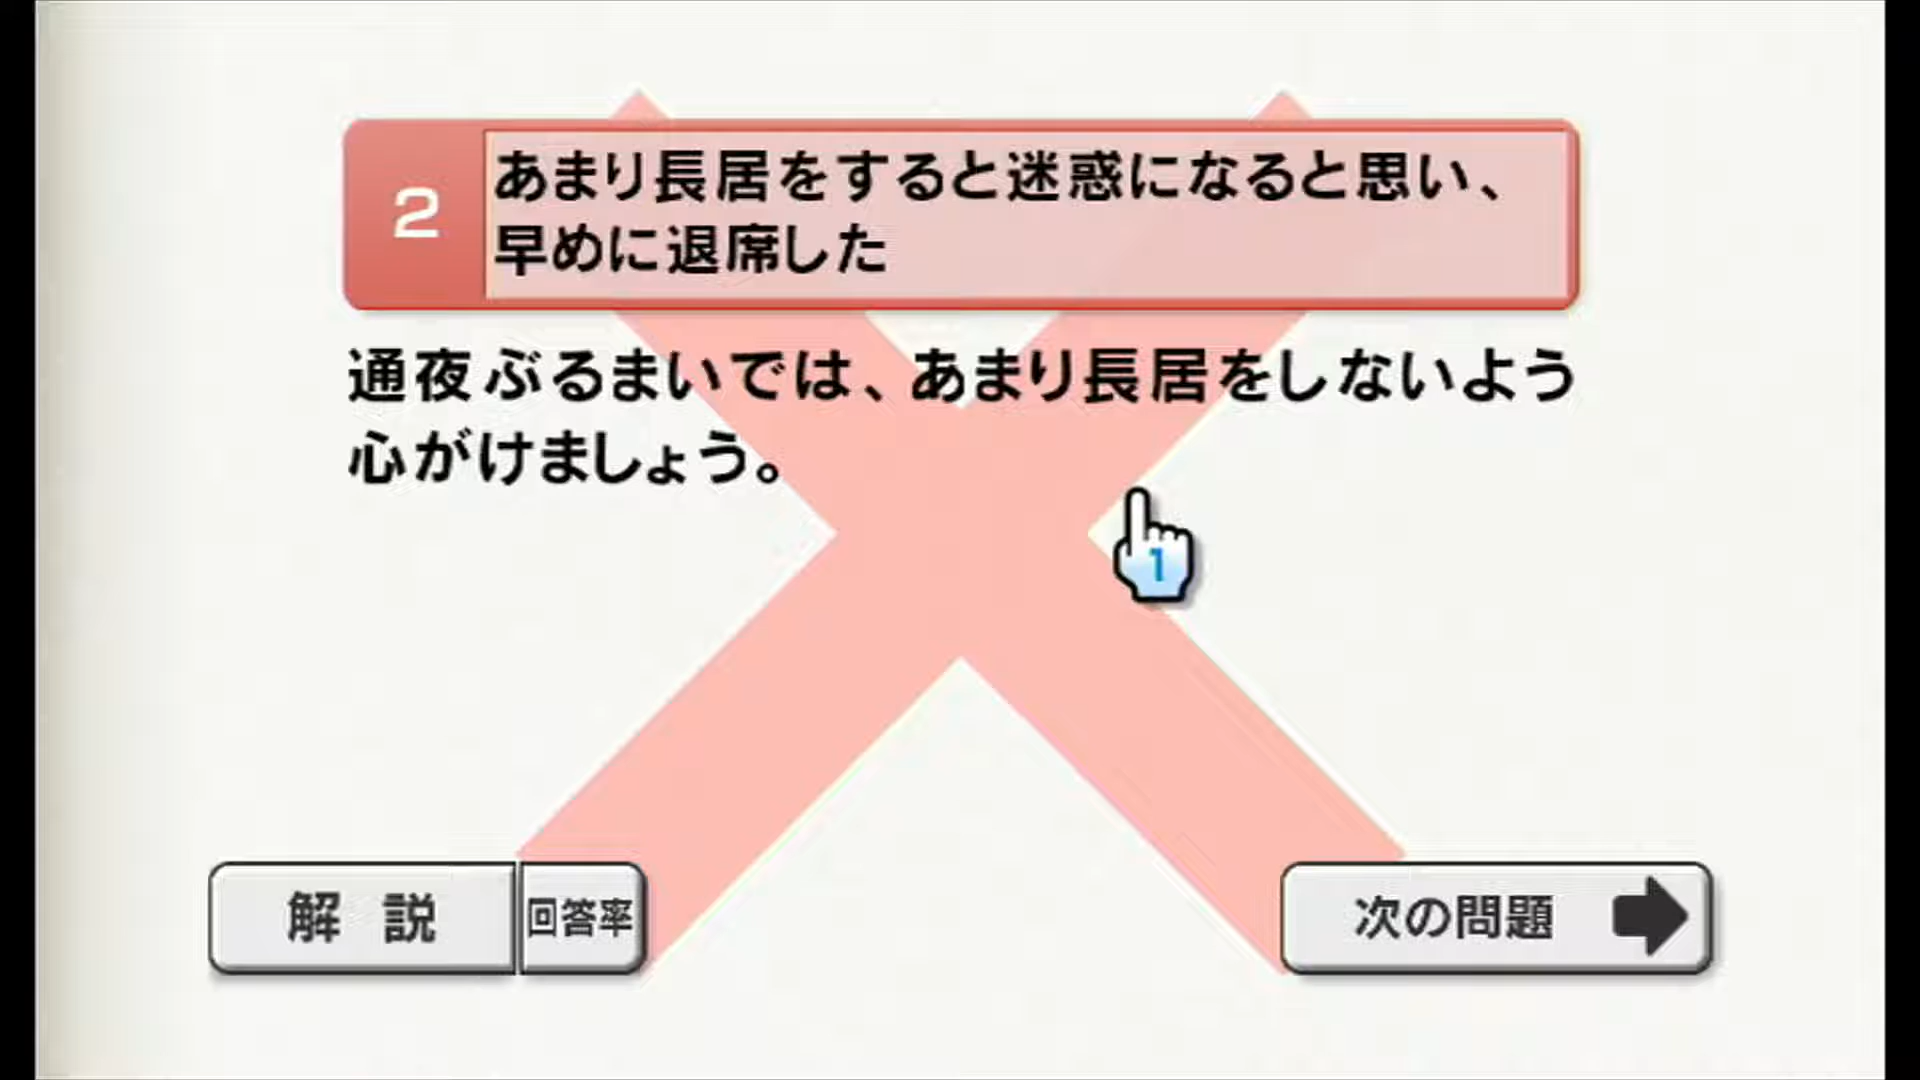 2
あまり長居をすると迷惑になると思い、
早めに退席した
通夜ぶるまいでは、あまり長居をしないよう
心がけましょう。
1
解 説
回答率
次の問題